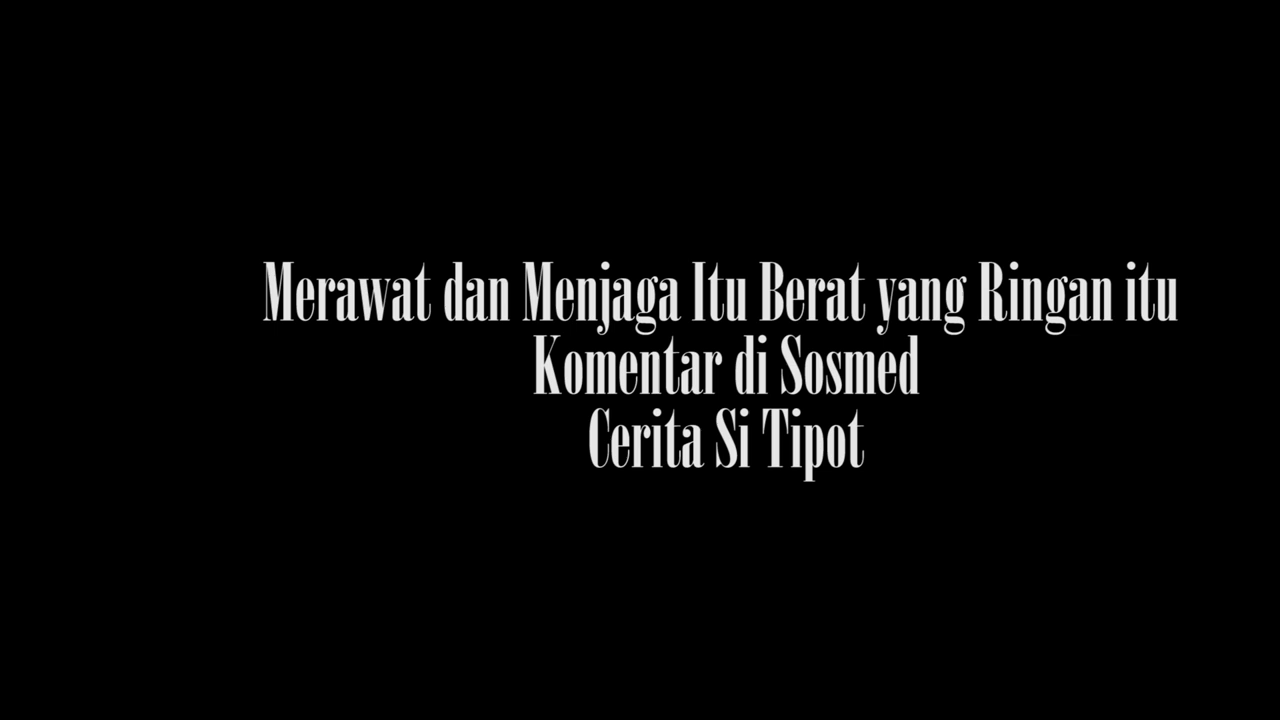 Merawat dan Menjaga Itu Berat yang Ringan itu
Komentar di Sosmed
Cerita Si Tipot